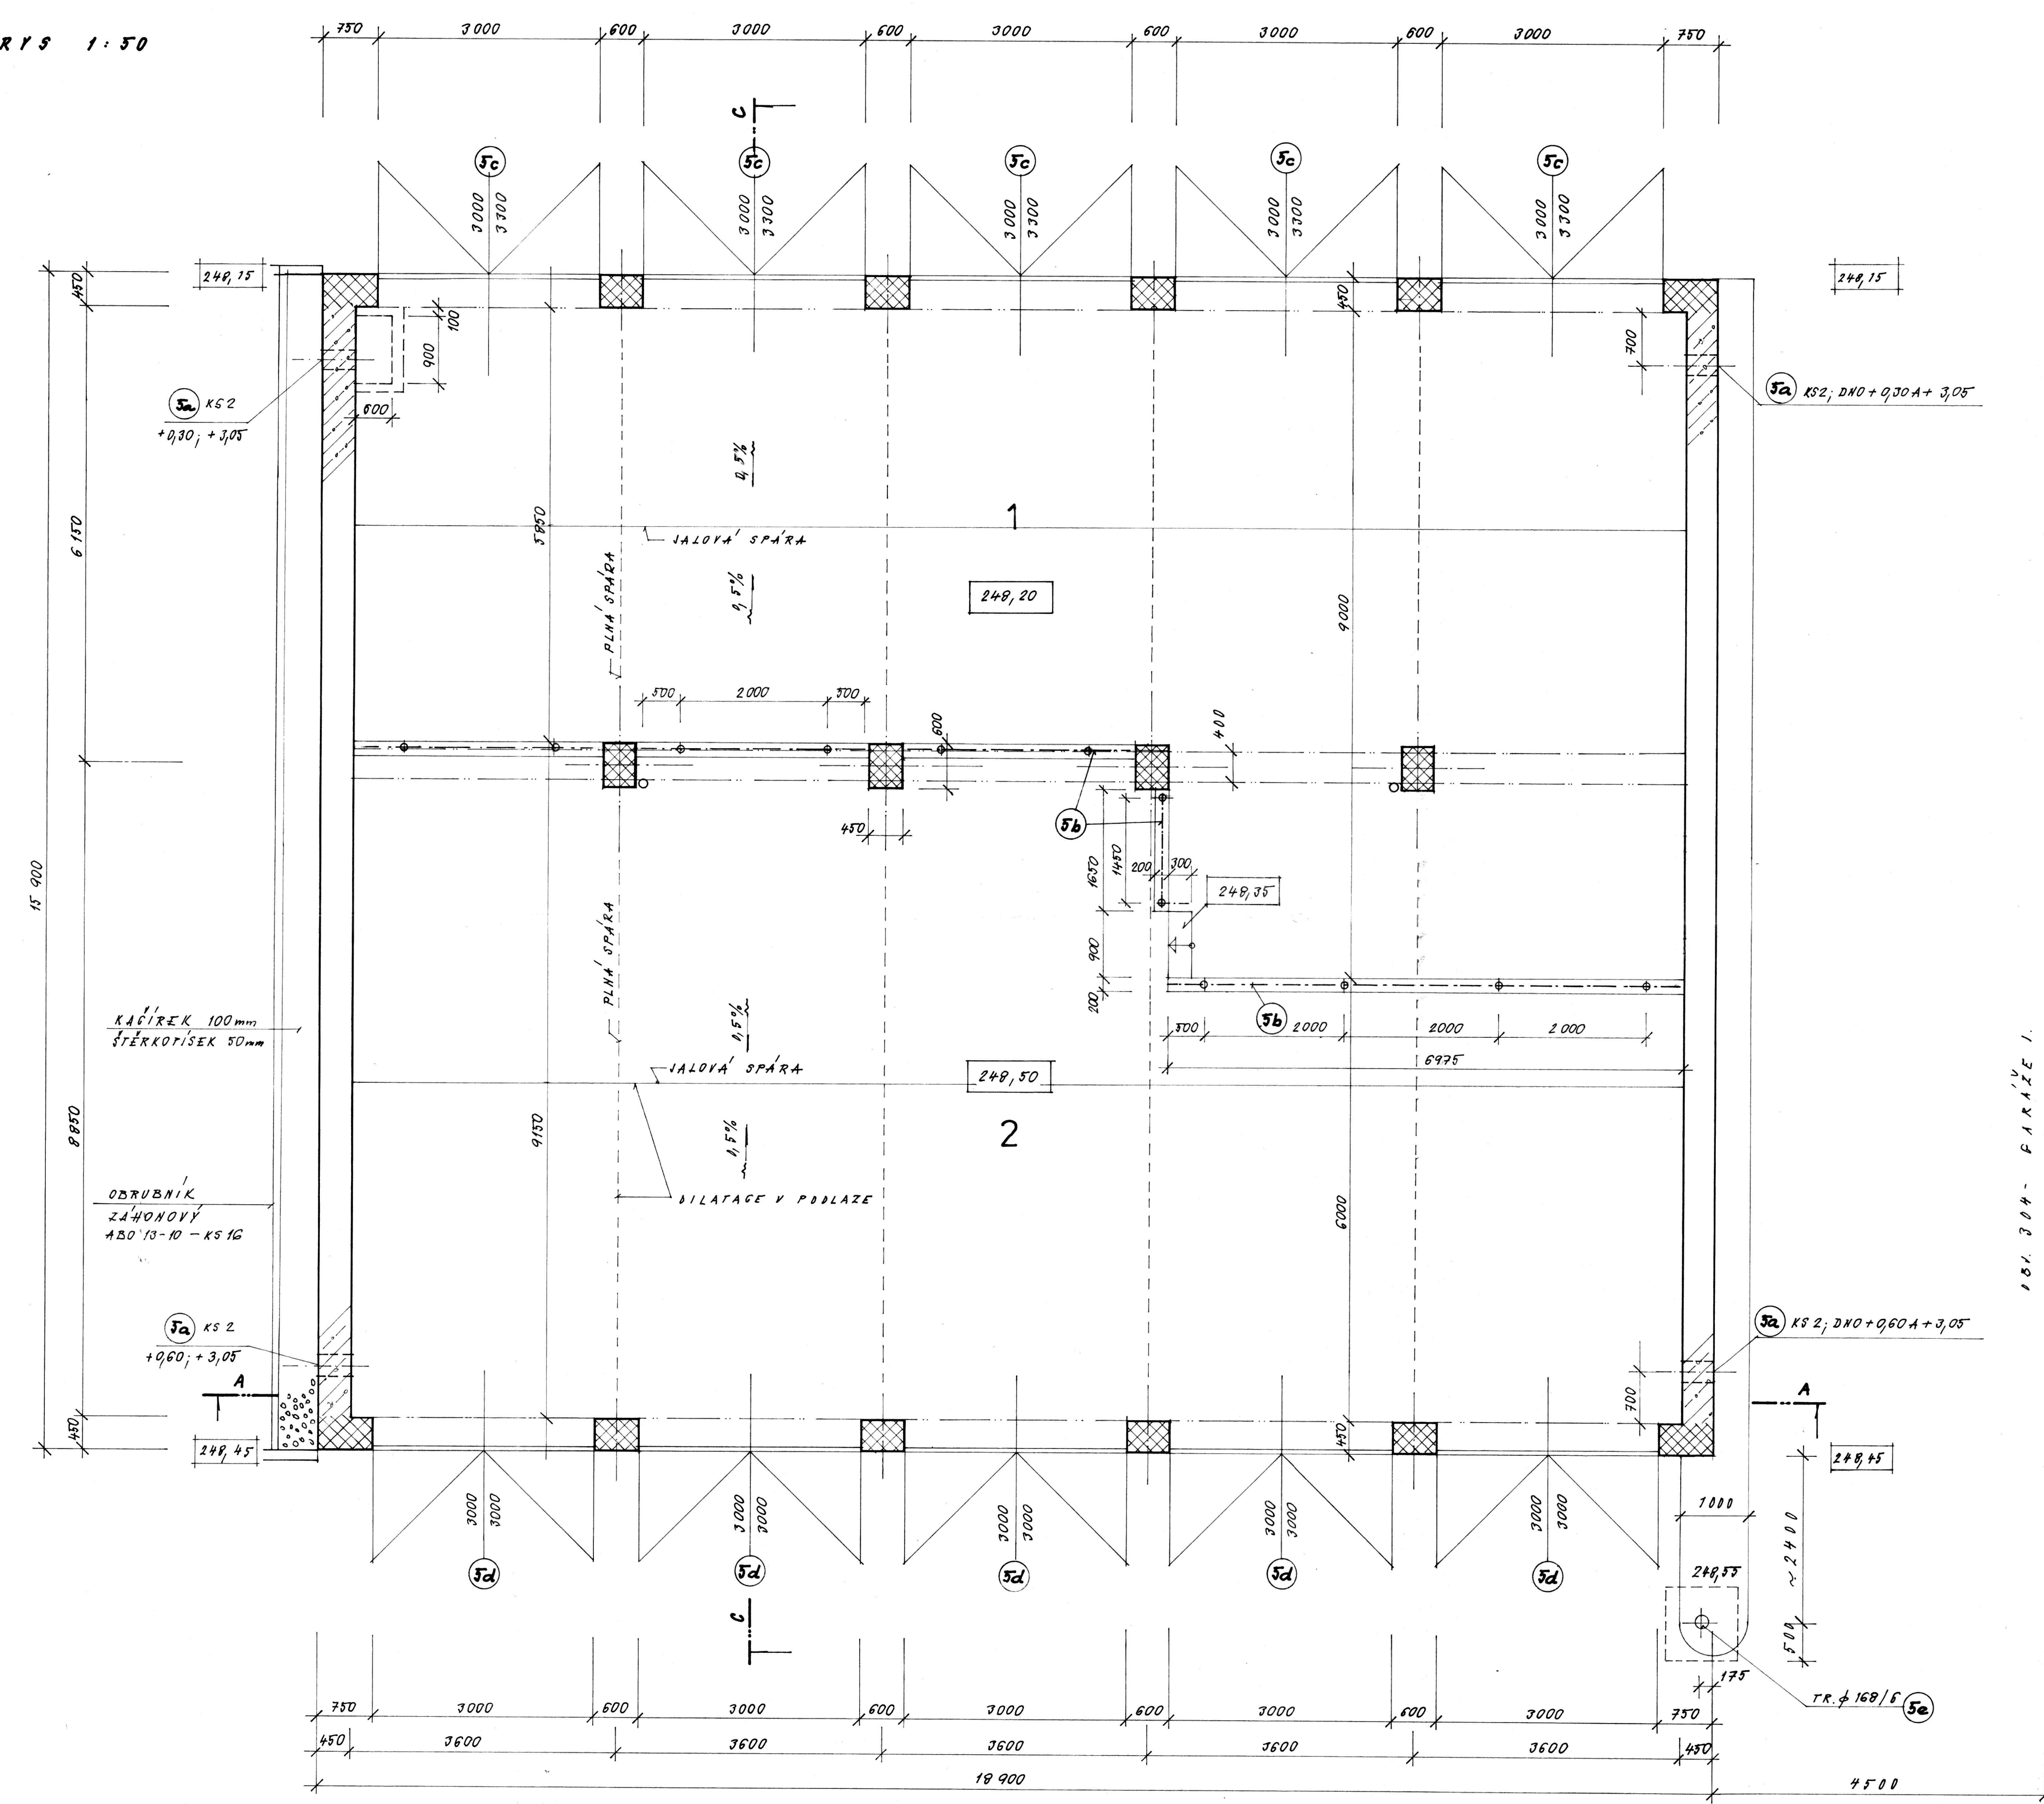 RYS 1:50
750 3000 600 3000 600 3000 600 3000 600 3000 750
C
5c 5c 5c 5c 5c
3000 3300
3000 3300
3000 3300
3000 3300
3000 3300
248,15
248,15
450
100
900
600
450
700
5a KS 2
+0,30; +3,05
5a KS2; DNO + 0,30 A + 3,05
0,5%
6150
5850
1
JALOVÁ SPÁRA
PLNÁ SPÁRA
0,5%
248,20
9000
500 2000 500
600
400
450
5b
15 900
1650
1450
200 300
248,35
PLNÁ SPÁRA
900
200
KAČÍREK 100mm
ŠTĚRKOPÍSEK 50mm
0,5%
5b
500 2000 2000 2000
6975
JALOVÁ SPÁRA
248,50
8850
9150
0,5%
2
OBRUBNÍK
ZÁHONOVÝ
ABO 13-10 - KS 16
DILATACE V PODLAZE
6000
OBJ. 304 - GARÁŽE I.
5a KS 2
+0,60; +3,05
5a KS 2; DNO + 0,60 A + 3,05
A
A
700
450
450
248,45
248,45
3000 3000
3000 3000
3000 3000
3000 3000
3000 3000
5d 5d 5d 5d 5d
C
1000
~2400
248,55
500
175
TR. ϕ 168/6 5e
750 3000 600 3000 600 3000 600 3000 600 3000 750
450 3600 3600 3600 3600 3600 450
18 900
4500